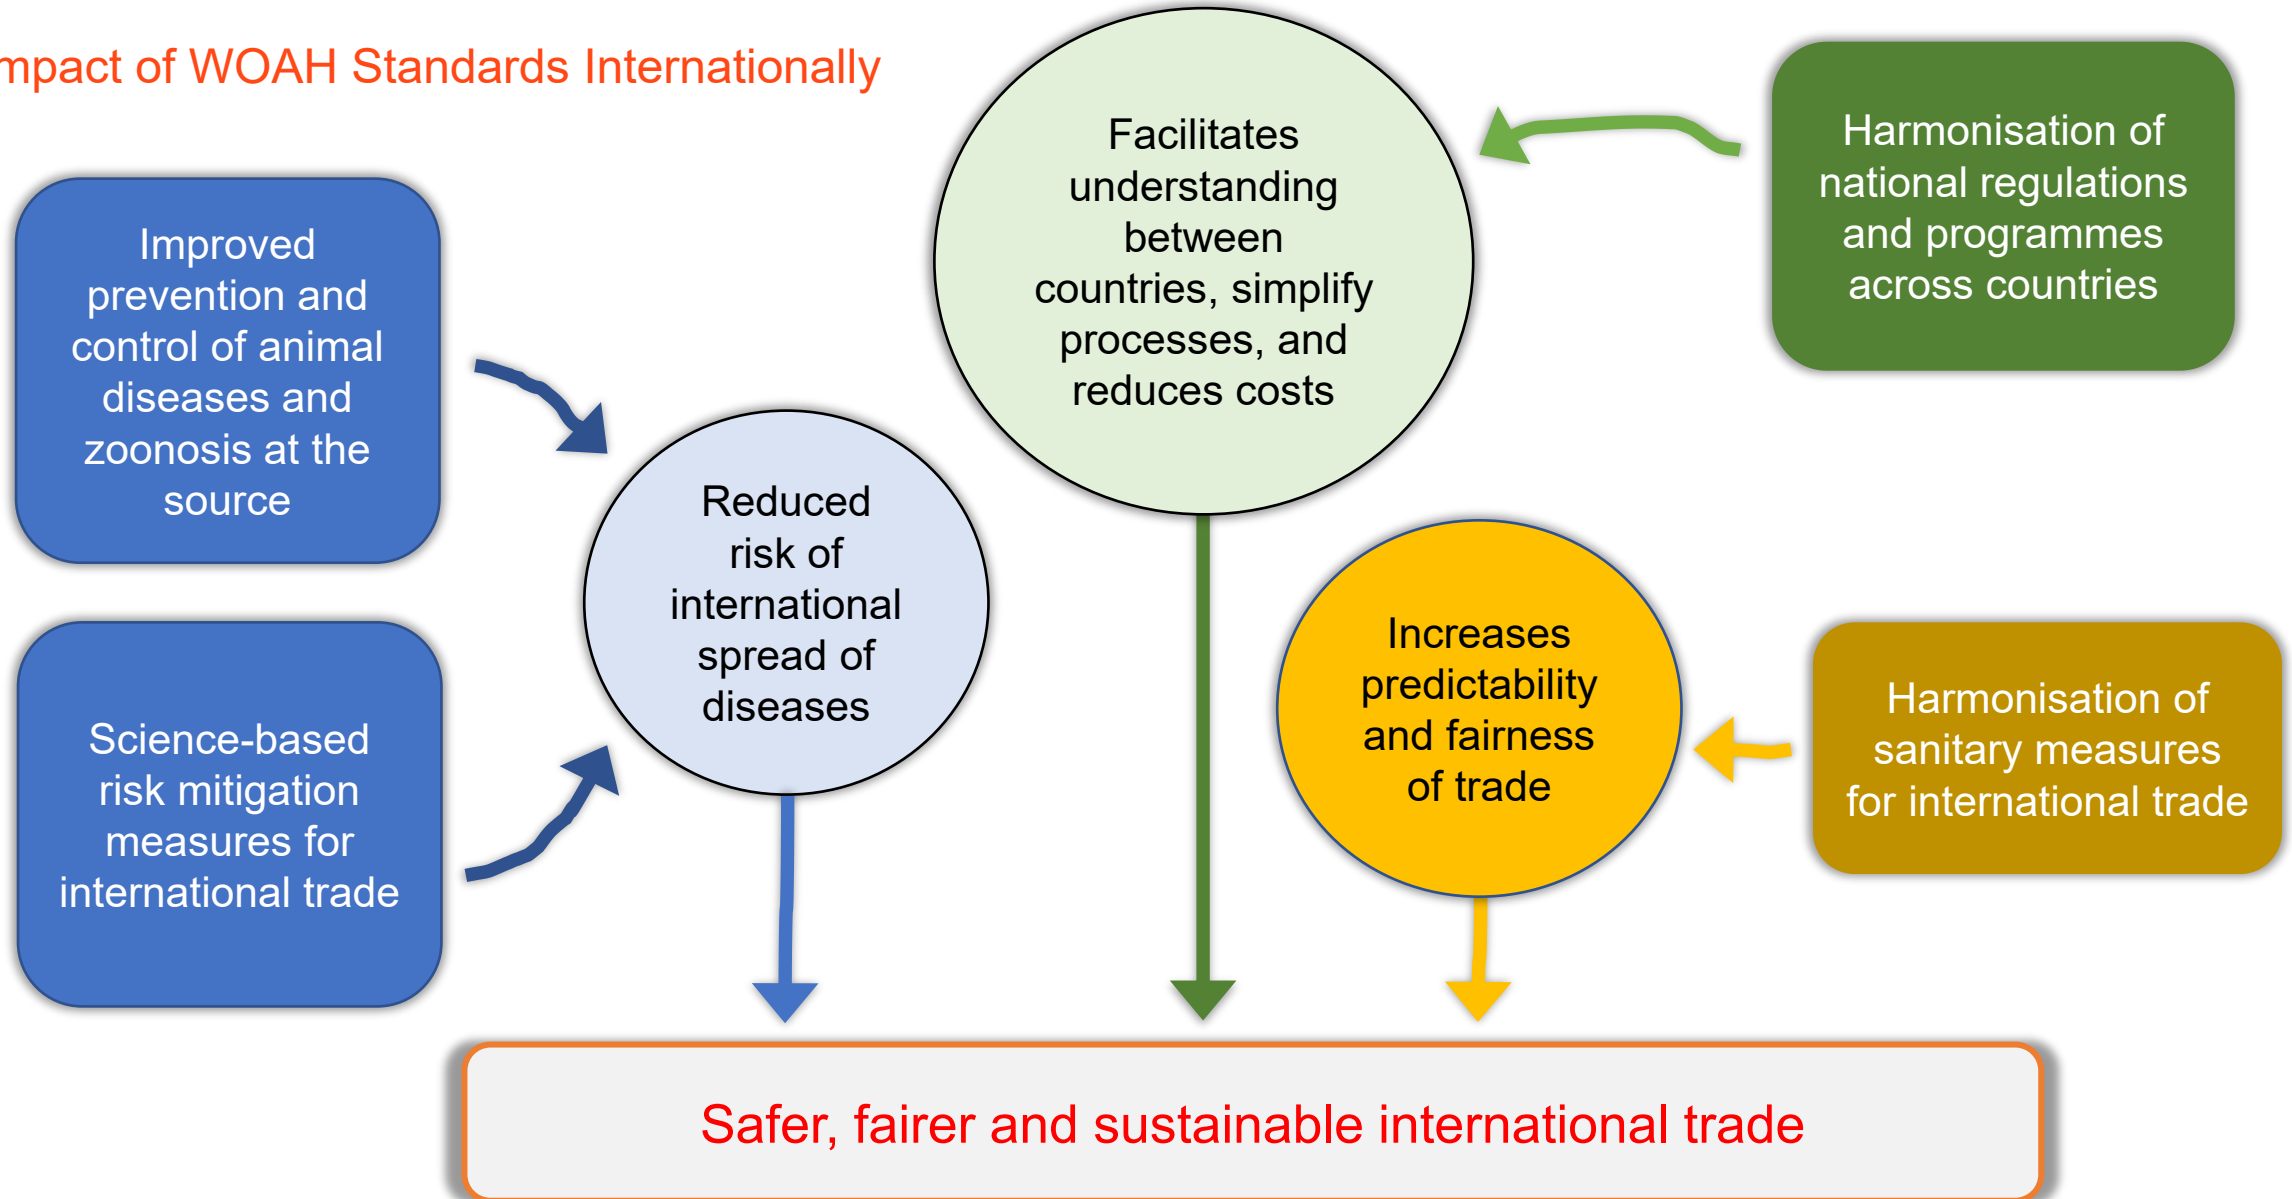 mpact of WOAH Standards Internationally
Improved
prevention and
control of animal
diseases and
zoonosis at the
source
Science-based
risk mitigation
measures for
international trade
Reduced
risk of
international
spread of
diseases
Facilitates
understanding
between
countries, simplify
processes, and
reduces costs
Harmonisation of
national regulations
and programmes
across countries
Increases
predictability
and fairness
of trade
Harmonisation of
sanitary measures
for international trade
Safer, fairer and sustainable international trade